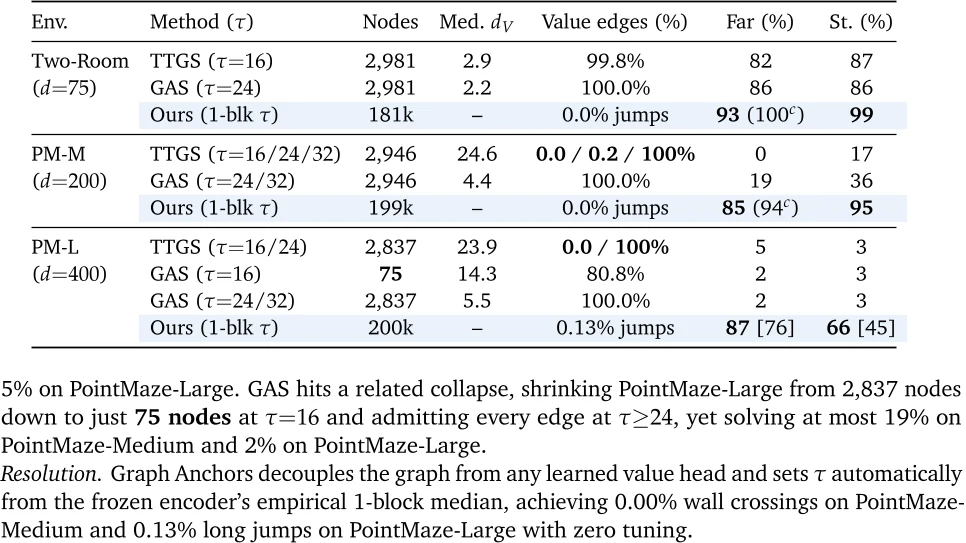 Env. Method (τ) Nodes Med. d_V Value edges (%) Far (%) St. (%)
Two-Room TTGS (τ=16) 2,981 2.9 99.8% 82 87
(d=75) GAS (τ=24) 2,981 2.2 100.0% 86 86
Ours (1-blk τ) 181k – 0.0% jumps 93 (100ᶜ) 99
PM-M TTGS (τ=16/24/32) 2,946 24.6 0.0 / 0.2 / 100% 0 17
(d=200) GAS (τ=24/32) 2,946 4.4 100.0% 19 36
Ours (1-blk τ) 199k – 0.0% jumps 85 (94ᶜ) 95
PM-L TTGS (τ=16/24) 2,837 23.9 0.0 / 100% 5 3
(d=400) GAS (τ=16) 75 14.3 80.8% 2 3
GAS (τ=24/32) 2,837 5.5 100.0% 2 3
Ours (1-blk τ) 200k – 0.13% jumps 87 [76] 66 [45]
5% on PointMaze-Large. GAS hits a related collapse, shrinking PointMaze-Large from 2,837 nodes
down to just 75 nodes at τ=16 and admitting every edge at τ≥24, yet solving at most 19% on
PointMaze-Medium and 2% on PointMaze-Large.
Resolution. Graph Anchors decouples the graph from any learned value head and sets τ automatically
from the frozen encoder’s empirical 1-block median, achieving 0.00% wall crossings on PointMaze-
Medium and 0.13% long jumps on PointMaze-Large with zero tuning.